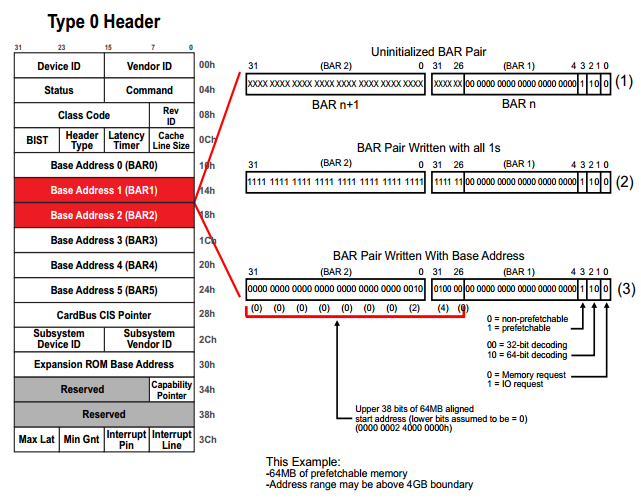 Type 0 Header
31 23 15 7 0
Device ID Vendor ID 00h
Status Command 04h
Class Code Rev ID 08h
BIST Header Type Latency Timer Cache Line Size 0Ch
Base Address 0 (BAR0) 10h
Base Address 1 (BAR1) 14h
Base Address 2 (BAR2) 18h
Base Address 3 (BAR3) 1Ch
Base Address 4 (BAR4) 20h
Base Address 5 (BAR5) 24h
CardBus CIS Pointer 28h
Subsystem Device ID Subsystem Vendor ID 2Ch
Expansion ROM Base Address 30h
Reserved Capability Pointer 34h
Reserved 38h
Max Lat Min Gnt Interrupt Pin Interrupt Line 3Ch
Uninitialized BAR Pair
31 (BAR 2) 0 31 26 (BAR 1) 4 3 2 1 0
XXXX XXXX XXXX XXXX XXXX XXXX XXXX XXXX XXXX XX 00 0000 0000 0000 0000 0000 1 10 0 (1)
BAR n+1 BAR n
BAR Pair Written with all 1s
31 (BAR 2) 0 31 26 (BAR 1) 4 3 2 1 0
1111 1111 1111 1111 1111 1111 1111 1111 1111 11 00 0000 0000 0000 0000 0000 1 10 0 (2)
BAR Pair Written With Base Address
31 (BAR 2) 0 31 26 (BAR 1) 4 3 2 1 0
0000 0000 0000 0000 0000 0000 0000 0010 0100 00 00 0000 0000 0000 0000 0000 1 10 0 (3)
(0) (0) (0) (0) (0) (0) (0) (2) (4) (0)
0 = non-prefetchable
1 = prefetchable
00 = 32-bit decoding
10 = 64-bit decoding
0 = Memory request
1 = IO request
Upper 38 bits of 64MB aligned
start address (lower bits assumed to be = 0)
(0000 0002 4000 0000h)
This Example:
-64MB of prefetchable memory
-Address range may be above 4GB boundary